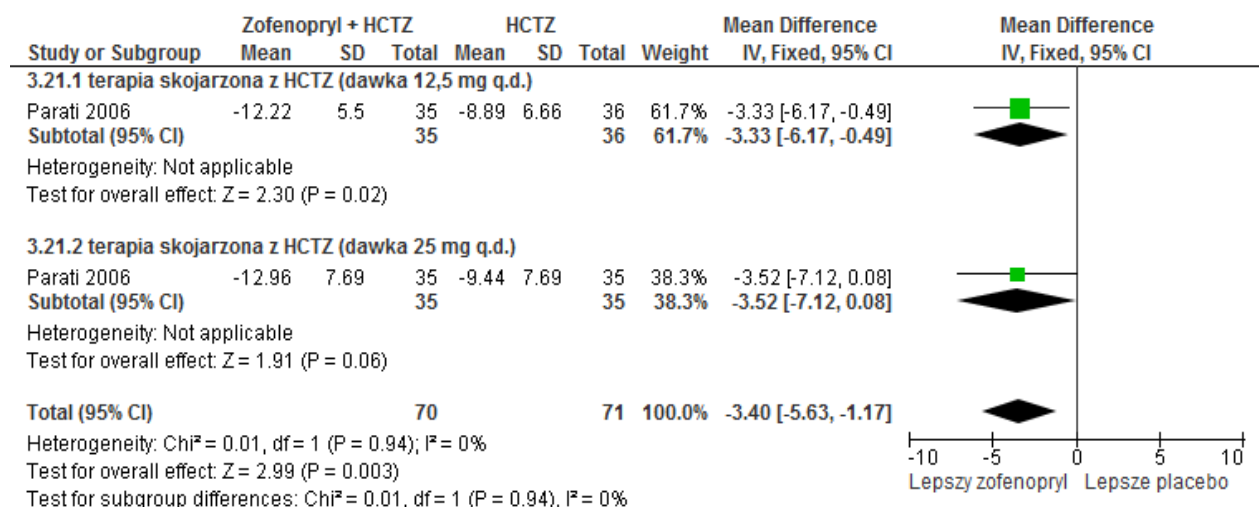 Zofenopryl + HCTZ HCTZ Mean Difference Mean Difference
Study or Subgroup Mean SD Total Mean SD Total Weight IV, Fixed, 95% CI IV, Fixed, 95% CI
3.21.1 terapia skojarzona z HCTZ (dawka 12,5 mg q.d.)
Parati 2006 -12.22 5.5 35 -8.89 6.66 36 61.7% -3.33 [-6.17, -0.49]
Subtotal (95% CI) 35 36 61.7% -3.33 [-6.17, -0.49]
Heterogeneity: Not applicable
Test for overall effect: Z = 2.30 (P = 0.02)
3.21.2 terapia skojarzona z HCTZ (dawka 25 mg q.d.)
Parati 2006 -12.96 7.69 35 -9.44 7.69 35 38.3% -3.52 [-7.12, 0.08]
Subtotal (95% CI) 35 35 38.3% -3.52 [-7.12, 0.08]
Heterogeneity: Not applicable
Test for overall effect: Z = 1.91 (P = 0.06)
Total (95% CI) 70 71 100.0% -3.40 [-5.63, -1.17]
Heterogeneity: Chi² = 0.01, df = 1 (P = 0.94); I² = 0%
Test for overall effect: Z = 2.99 (P = 0.003)
Test for subgroup differences: Chi² = 0.01, df = 1 (P = 0.94), I² = 0%
-10 -5 0 5 10
Lepszy zofenopryl Lepsze placebo